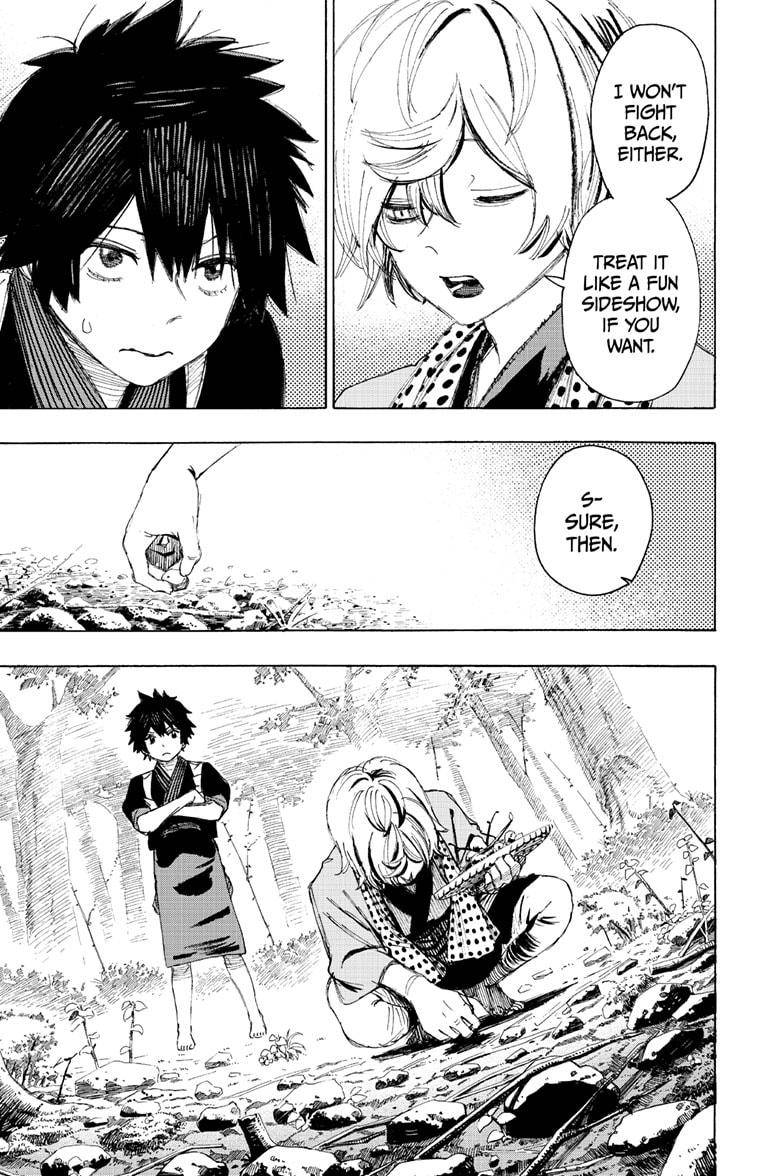 I WON'T
FIGHT
BACK,
EITHER.
TREAT IT
LIKE A FUN
SIDESHOW,
IF YOU
WANT.
S-
SURE,
THEN.